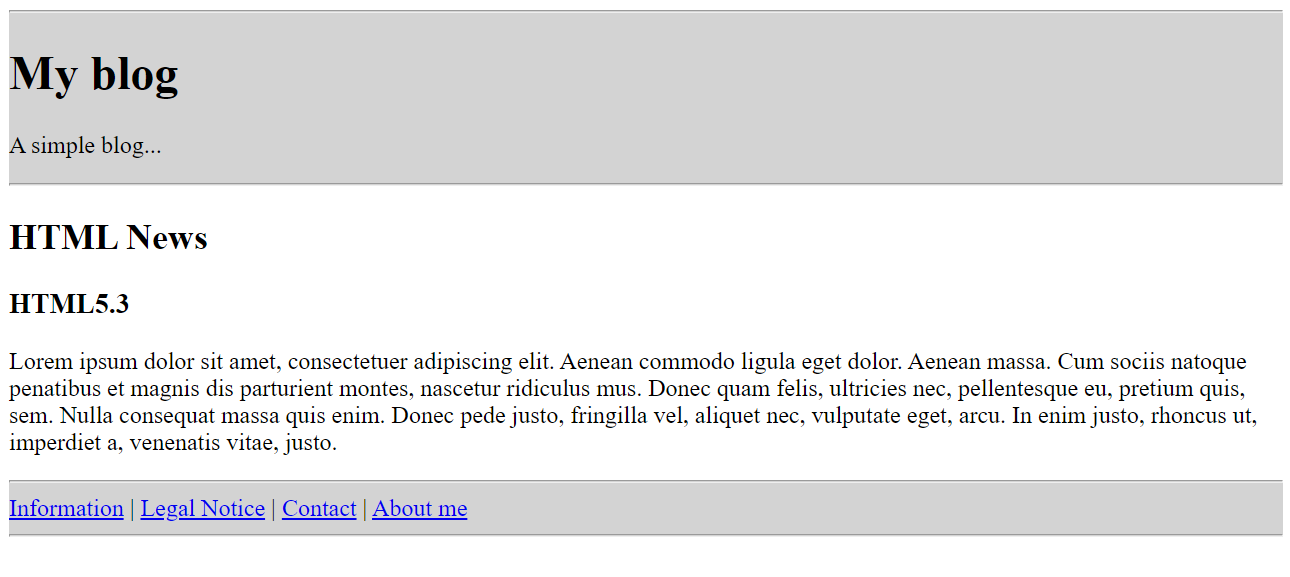 My blog
A simple blog...
HTML News
HTML5.3
Lorem ipsum dolor sit amet, consectetuer adipiscing elit. Aenean commodo ligula eget dolor. Aenean massa. Cum sociis natoque
penatibus et magnis dis parturient montes, nascetur ridiculus mus. Donec quam felis, ultricies nec, pellentesque eu, pretium quis,
sem. Nulla consequat massa quis enim. Donec pede justo, fringilla vel, aliquet nec, vulputate eget, arcu. In enim justo, rhoncus ut,
imperdiet a, venenatis vitae, justo.
Information | Legal Notice | Contact | About me